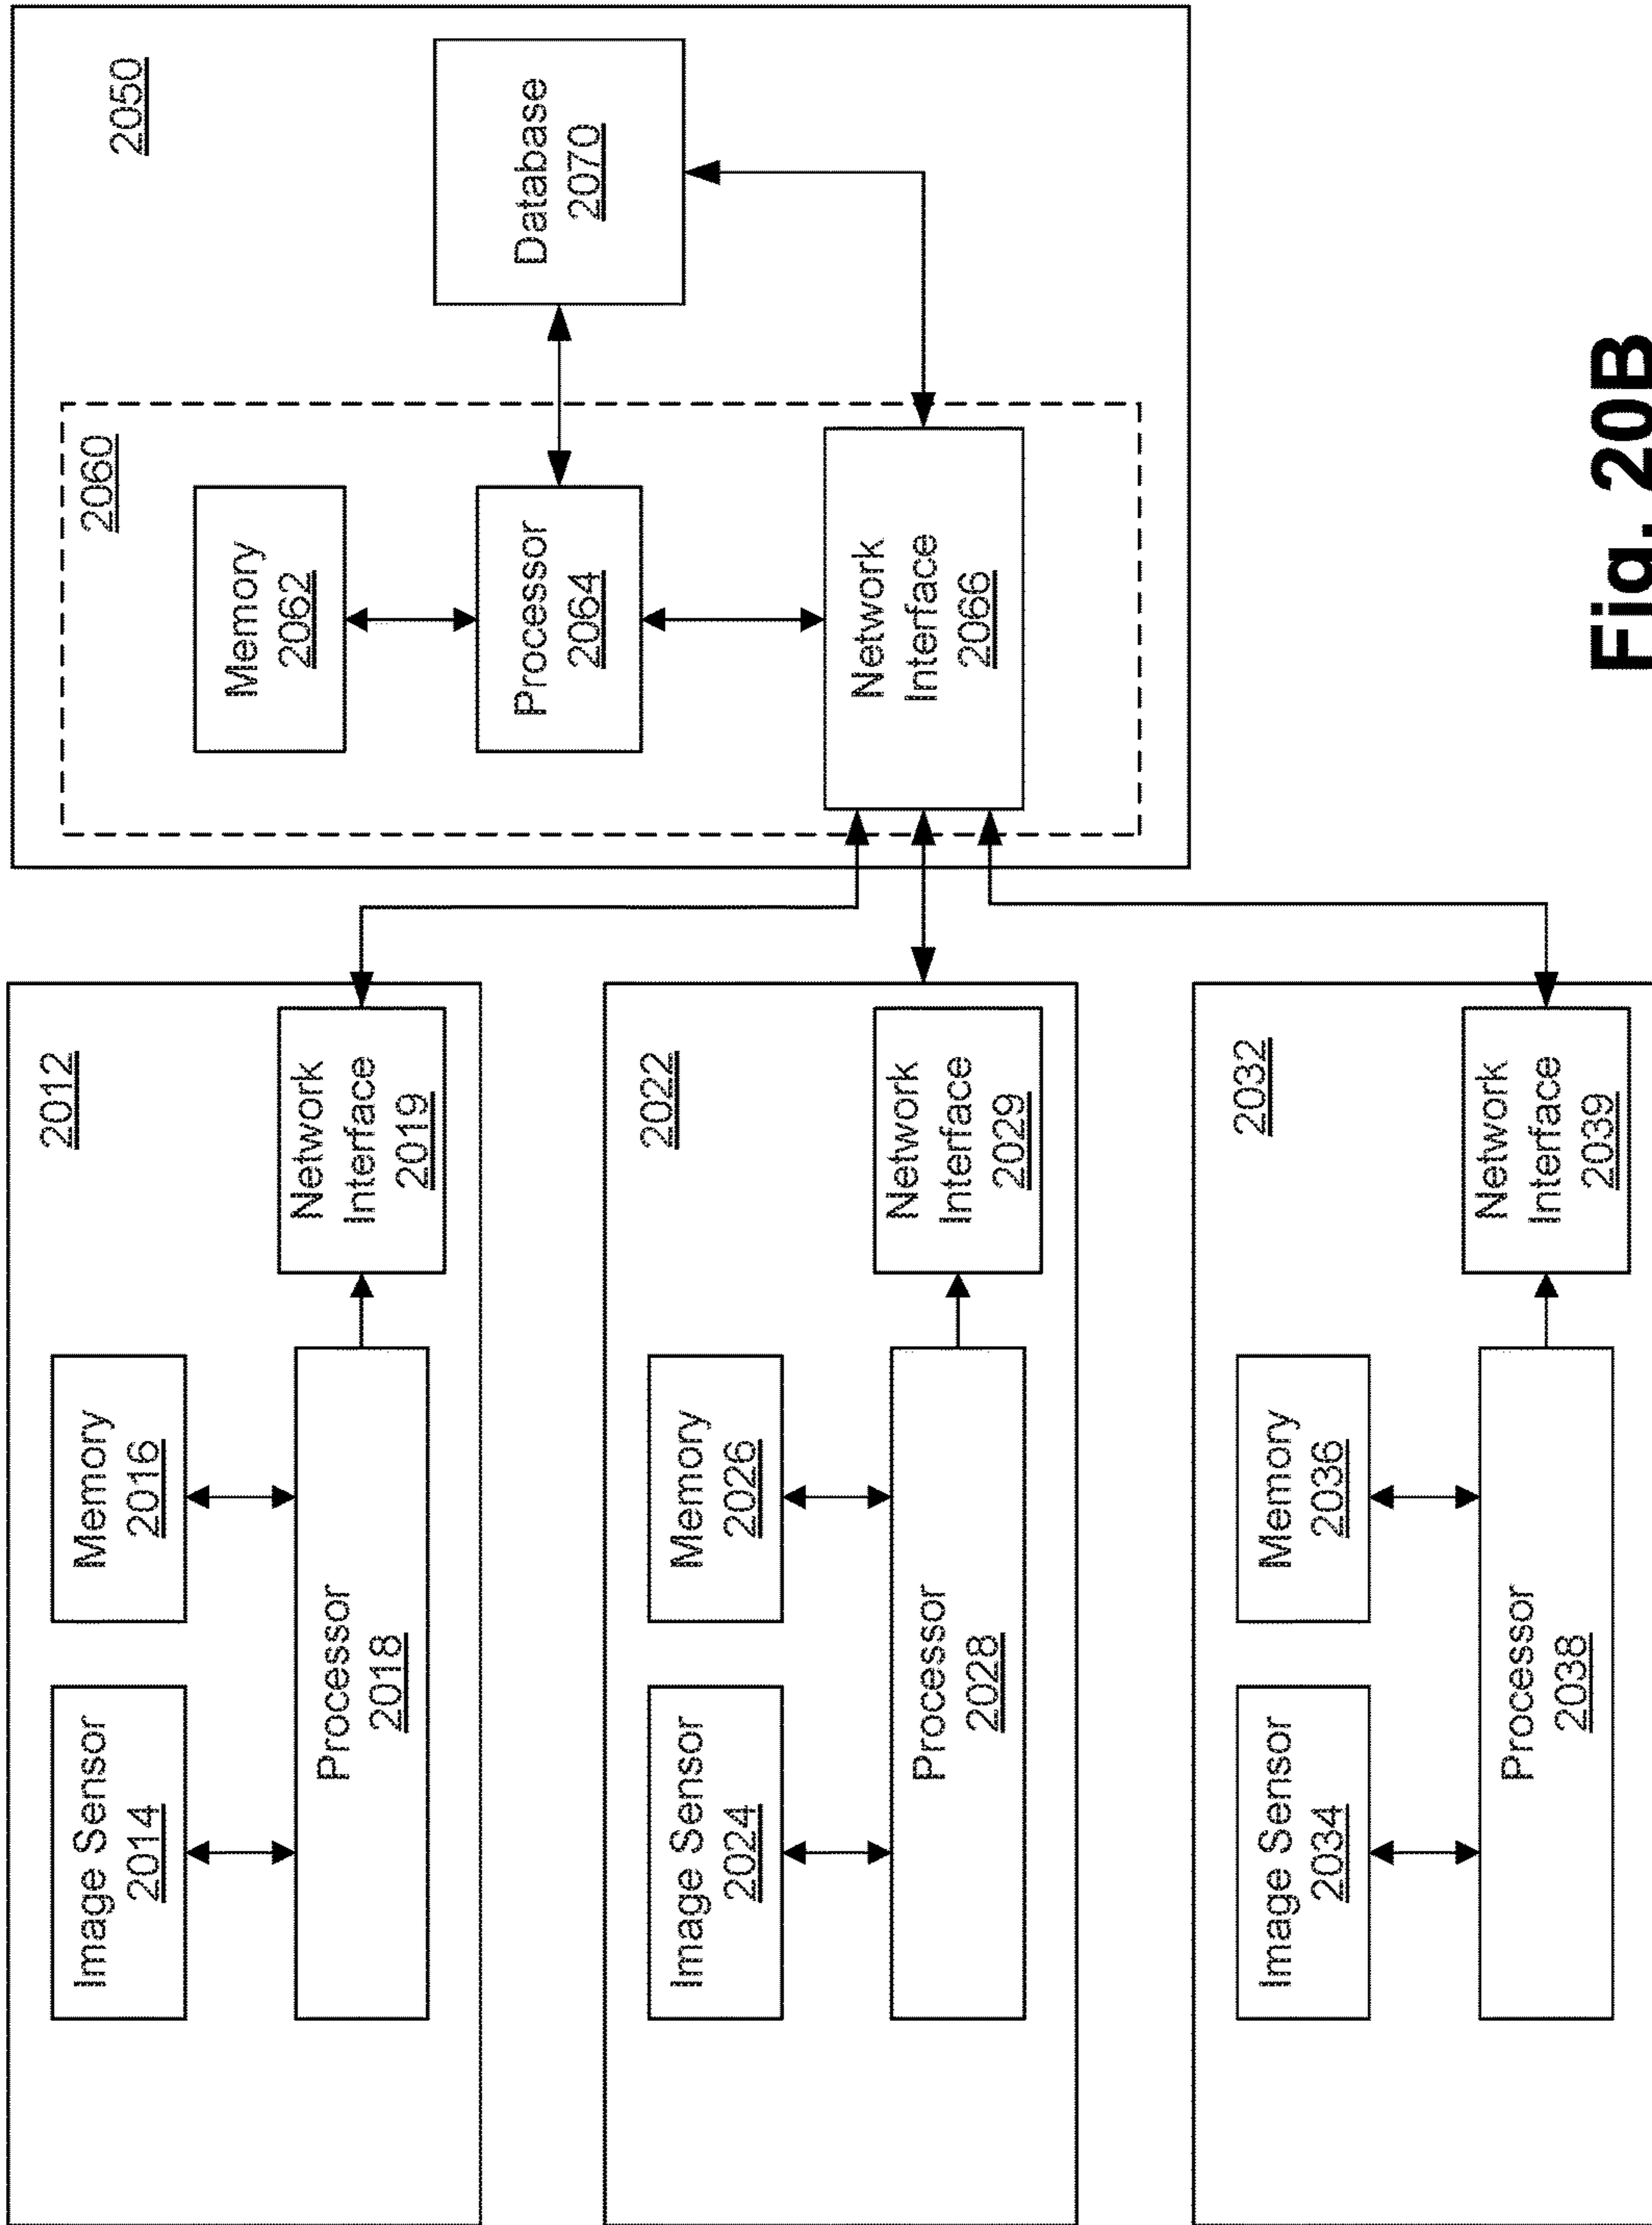 2012
Image Sensor
2014
Memory
2016
Processor
2018
Network
Interface
2019
2022
Image Sensor
2024
Memory
2026
Processor
2028
Network
Interface
2029
2032
Image Sensor
2034
Memory
2036
Processor
2038
Network
Interface
2039
2050
2060
Memory
2062
Processor
2064
Network
Interface
2066
Database
2070
Fig. 20B